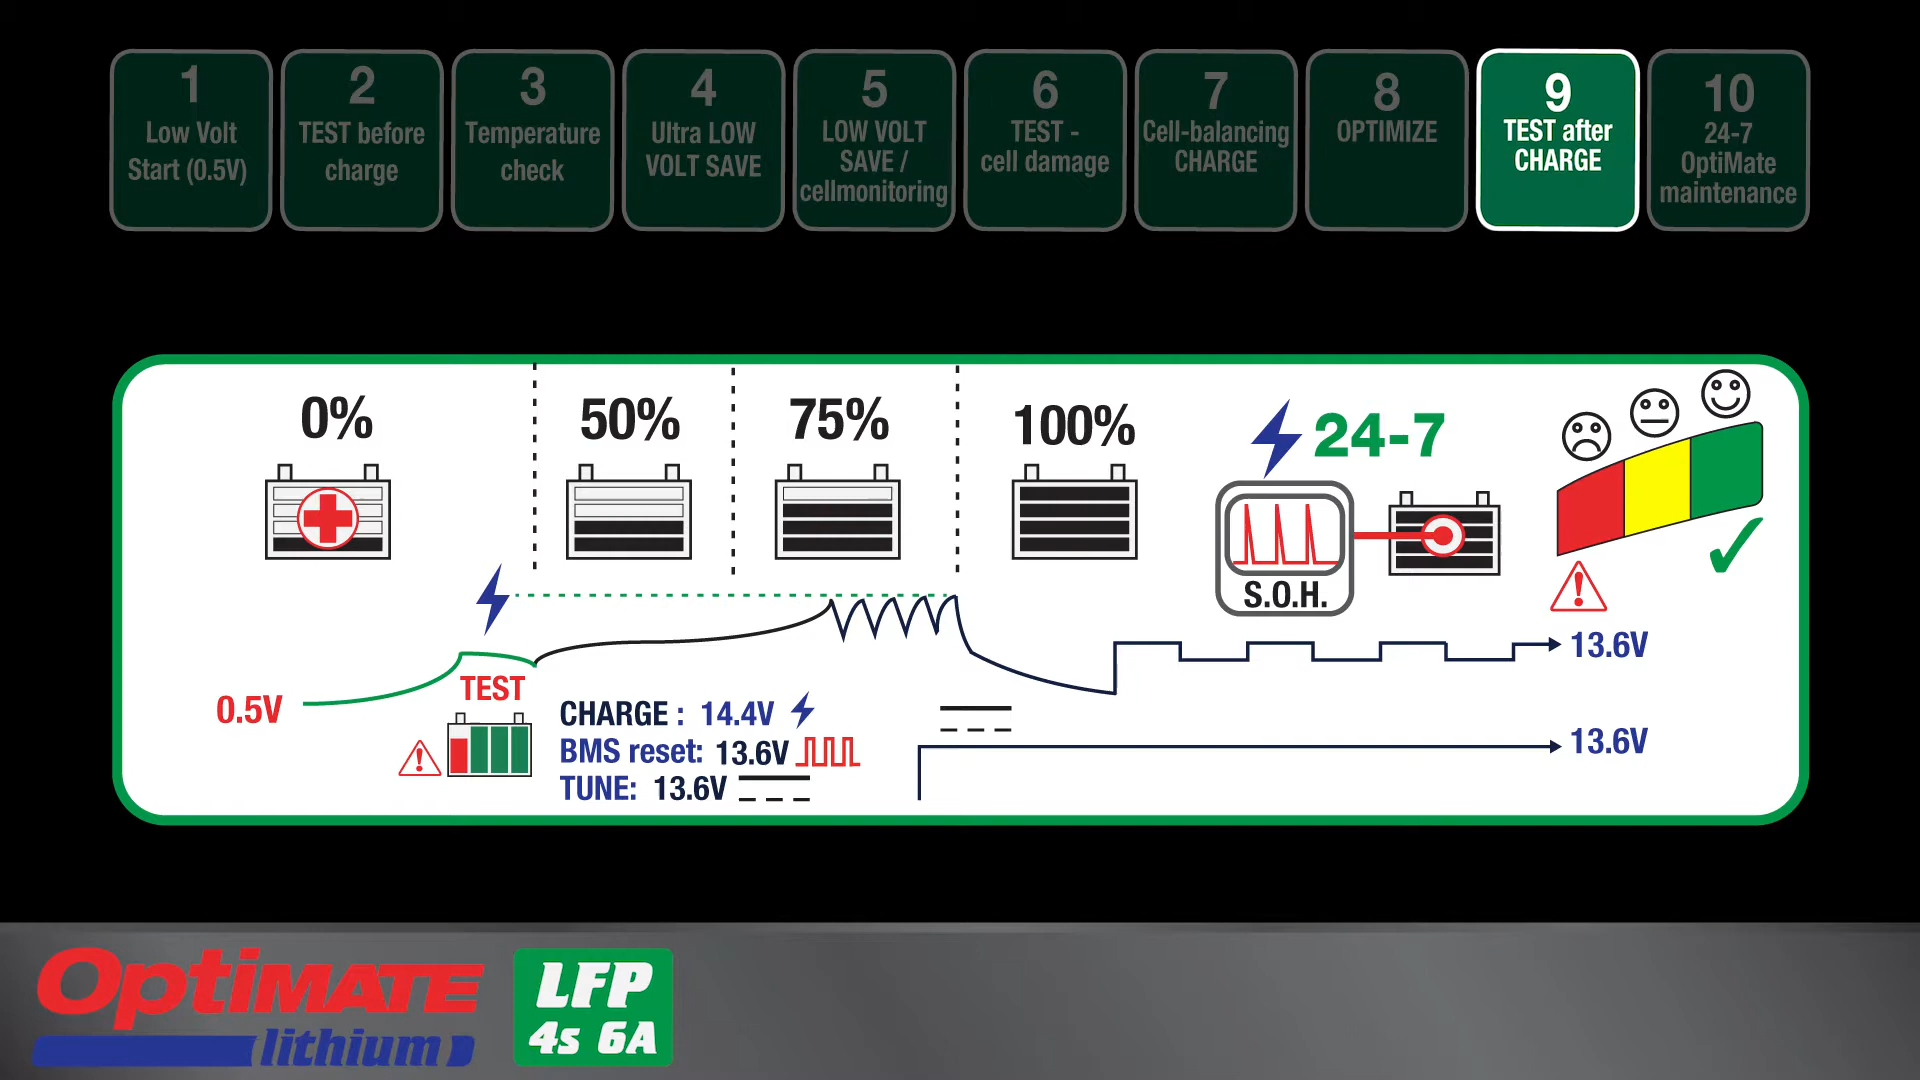 1
Low Volt
Start (0.5V)
2
TEST before
charge
3
Temperature
check
4
Ultra LOW
VOLT SAVE
5
LOW VOLT
SAVE /
cellmonitoring
6
TEST -
cell damage
7
Cell-balancing
CHARGE
8
OPTIMIZE
9
TEST after
CHARGE
10
24-7
OptiMate
maintenance
0%
50%
75%
100%
24-7
S.O.H.
0.5V
TEST
CHARGE : 14.4V
BMS reset: 13.6V
TUNE: 13.6V
13.6V
13.6V
OptiMATE
lithium
LFP
4s 6A